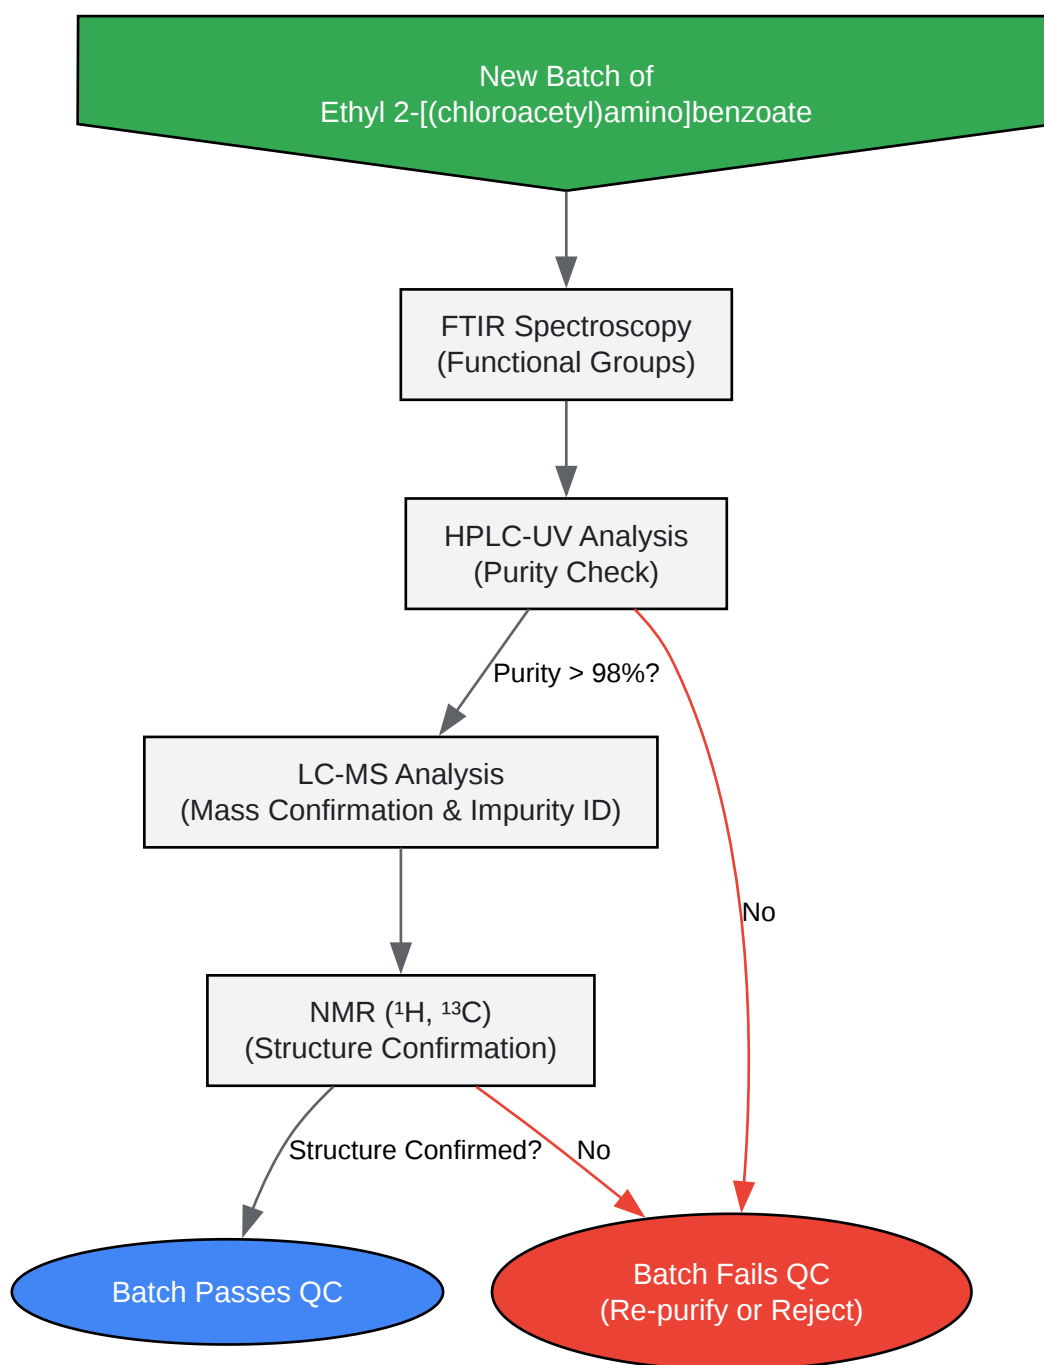 New Batch of
Ethyl 2-[(chloroacetyl)amino]benzoate
FTIR Spectroscopy
(Functional Groups)
HPLC-UV Analysis
(Purity Check)
Purity > 98%?
LC-MS Analysis
(Mass Confirmation & Impurity ID)
No
NMR (¹H, ¹³C)
(Structure Confirmation)
Structure Confirmed?
No
Batch Passes QC
Batch Fails QC
(Re-purify or Reject)